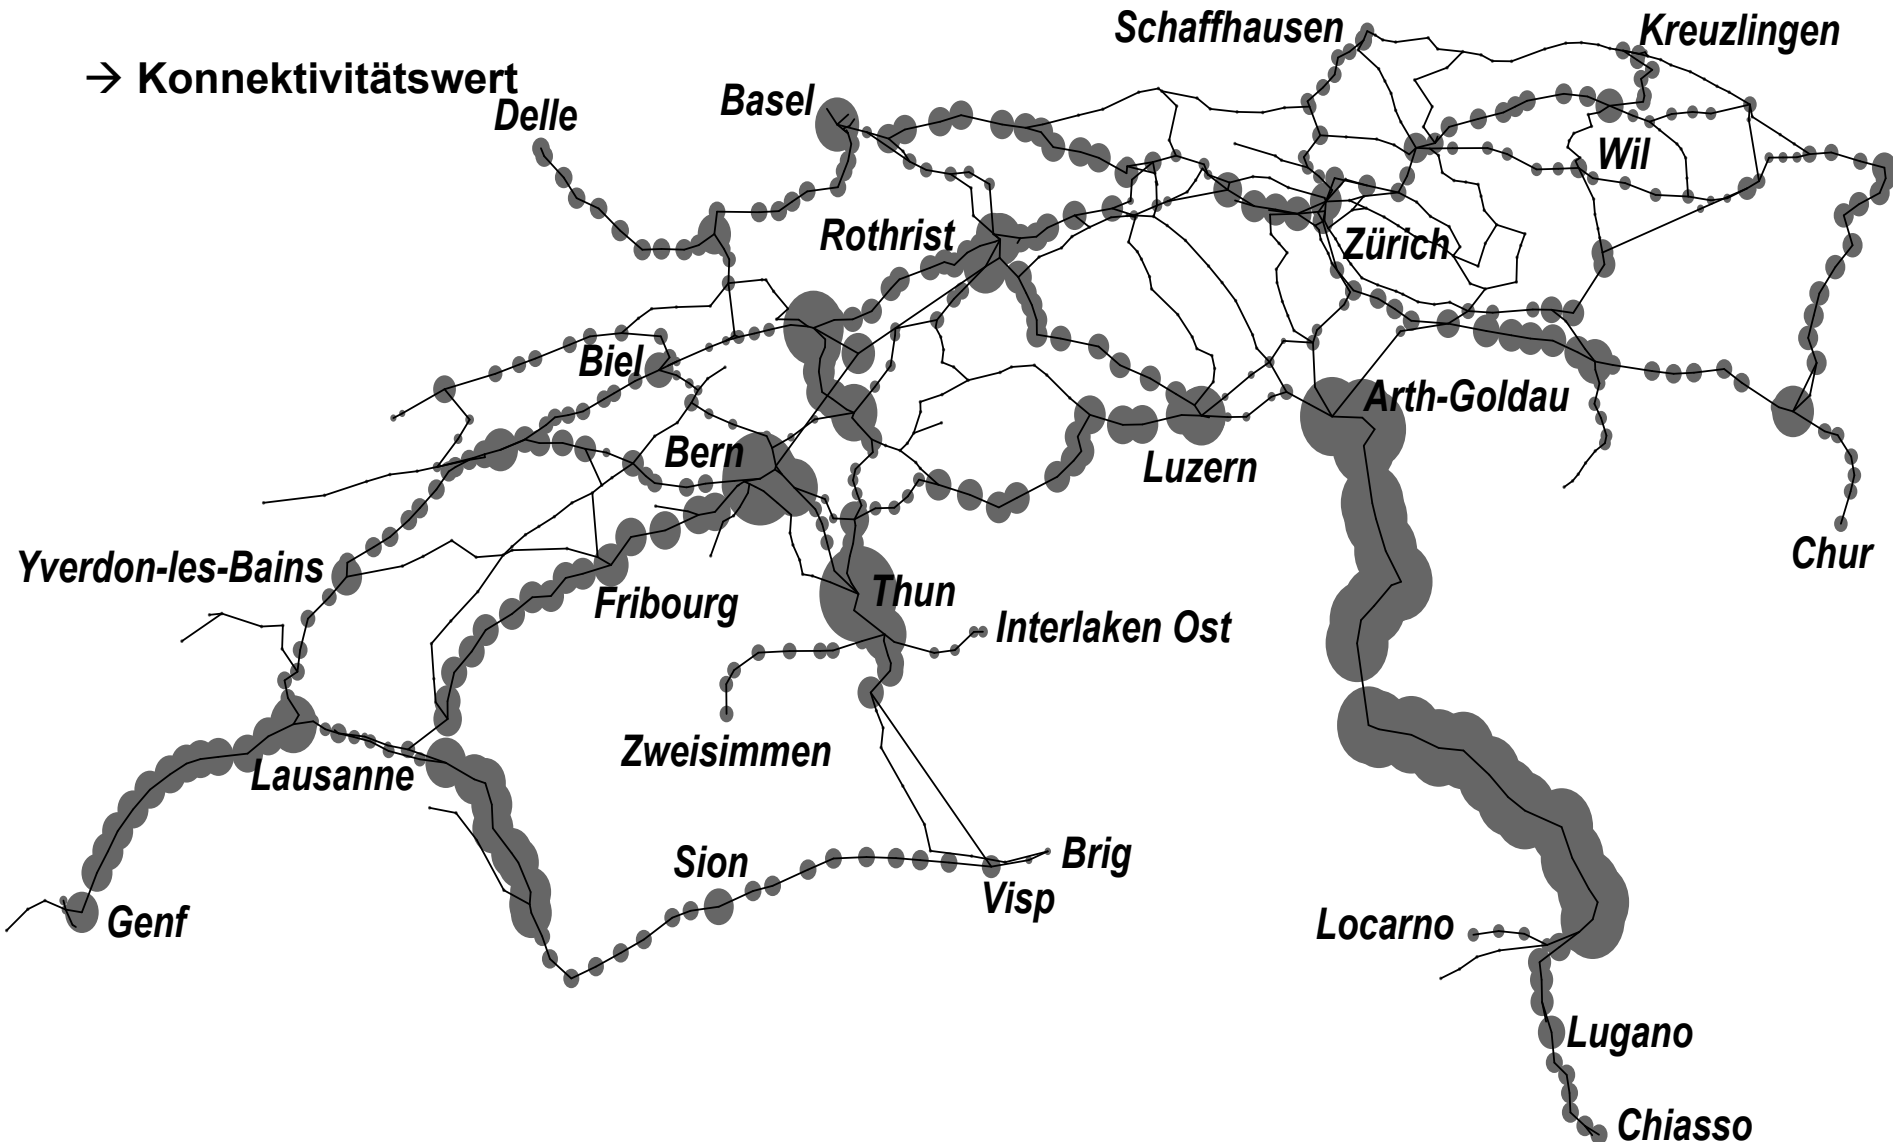 Schaffhausen
Kreuzlingen
→ Konnektivitätswert
Delle
Basel
Wil
Rothrist
Zürich
Biel
Arth-Goldau
Bern
Luzern
Yverdon-les-Bains
Chur
Fribourg
Thun
Interlaken Ost
Zweisimmen
Lausanne
Sion
Brig
Visp
Genf
Locarno
Lugano
Chiasso